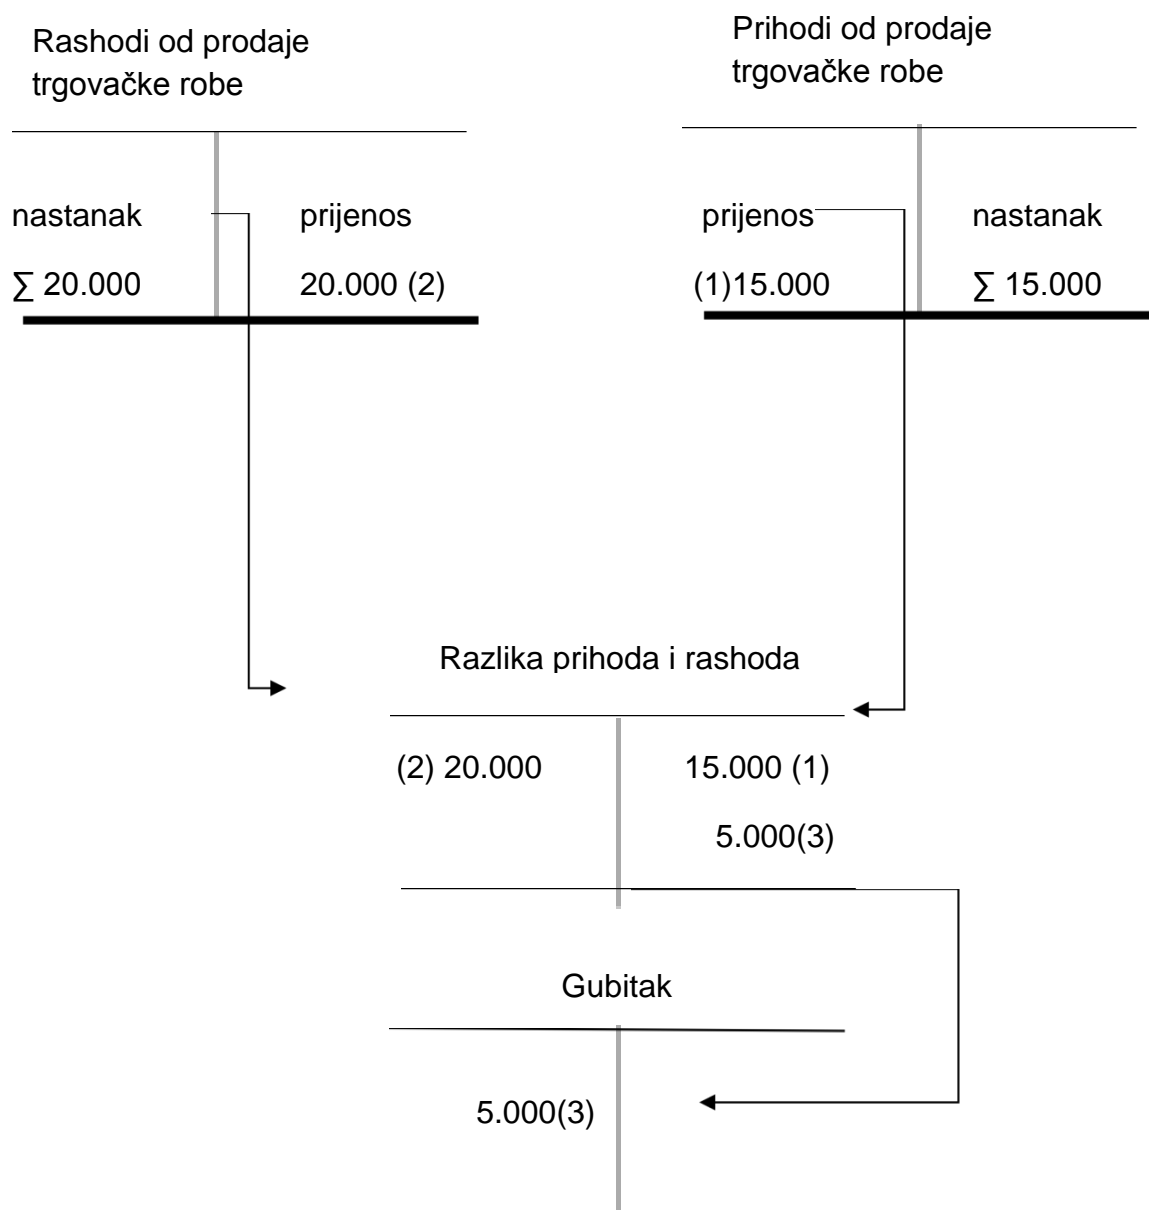 Rashodi od prodaje
trgovačke robe
Prihodi od prodaje
trgovačke robe
nastanak prijenos
∑ 20.000 20.000 (2)
prijenos nastanak
(1)15.000 ∑ 15.000
Razlika prihoda i rashoda
(2) 20.000 15.000 (1)
5.000(3)
Gubitak
5.000(3)